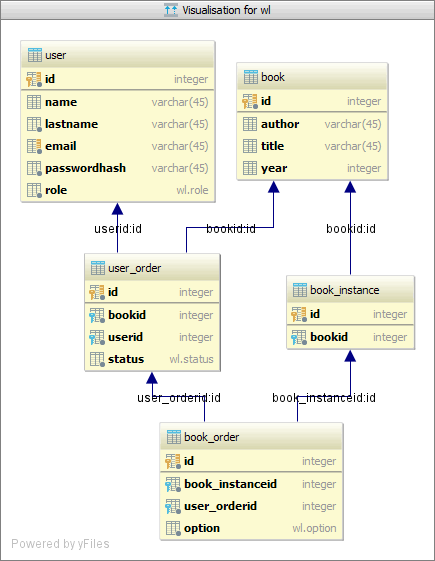 Visualisation for wl
user
id integer
name varchar(45)
lastname varchar(45)
email varchar(45)
passwordhash varchar(45)
role wl.role
book
id integer
author varchar(45)
title varchar(45)
year integer
userid:id
bookid:id
bookid:id
user_order
id integer
bookid integer
userid integer
status wl.status
book_instance
id integer
bookid integer
user_orderid:id
book_instanceid:id
book_order
id integer
book_instanceid integer
user_orderid integer
option wl.option
Powered by yFiles